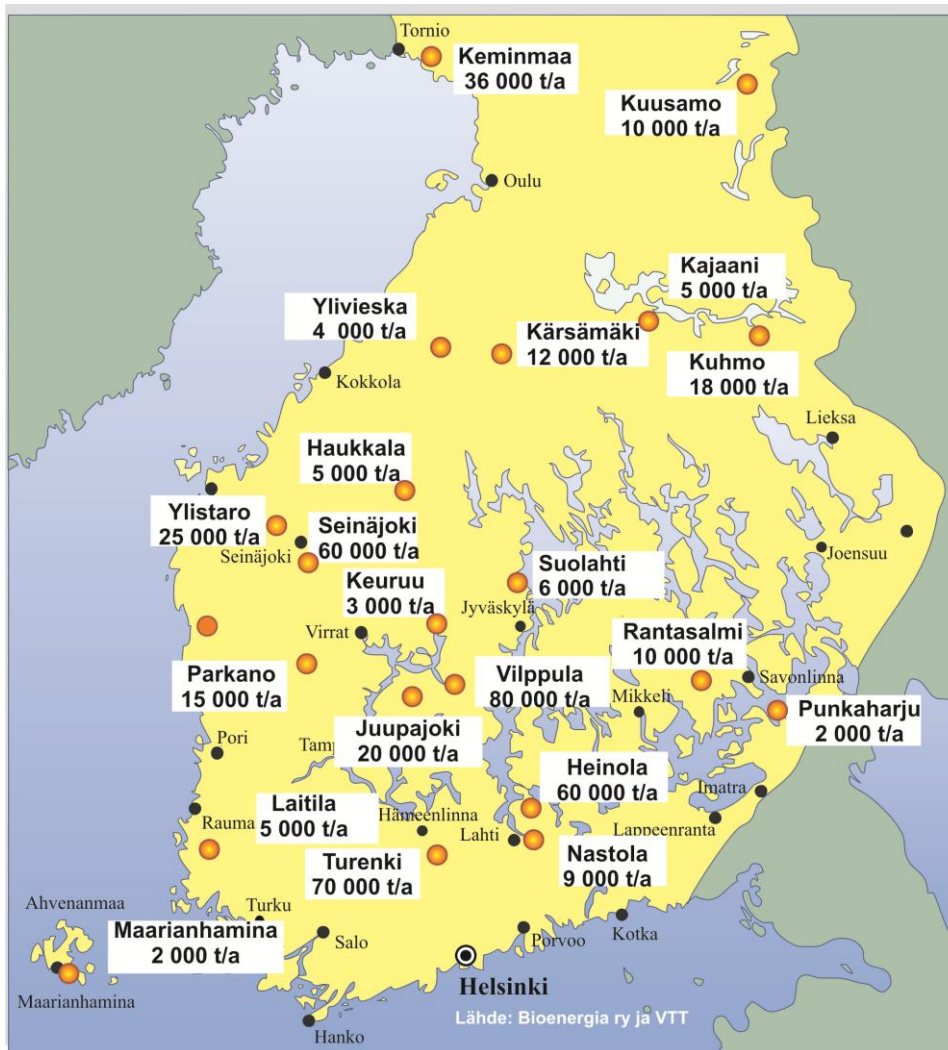 Tornio
Keminmaa
36 000 t/a
Kuusamo
10 000 t/a
Oulu
Kajaani
5 000 t/a
Ylivieska
4 000 t/a
Kärsämäki
12 000 t/a
Kuhmo
18 000 t/a
Kokkola
Lieksa
Haukkala
5 000 t/a
Ylistaro
25 000 t/a
Seinäjoki
60 000 t/a
Seinäjoki
Joensuu
Suolahti
6 000 t/a
Keuruu
3 000 t/a
Jyväskylä
Virrat
Rantasalmi
10 000 t/a
Parkano
15 000 t/a
Vilppula
80 000 t/a
Savonlinna
Mikkeli
Punkaharju
2 000 t/a
Juupajoki
20 000 t/a
Pori
Tamp
Heinola
60 000 t/a
Imatra
Laitila
5 000 t/a
Rauma
Hämeenlinna
Lahti
Lappeenranta
Turenki
70 000 t/a
Nastola
9 000 t/a
Ahvenanmaa
Turku
Maarianhamina
2 000 t/a
Salo
Porvoo
Kotka
Maarianhamina
Helsinki
Lähde: Bioenergia ry ja VTT
Hanko